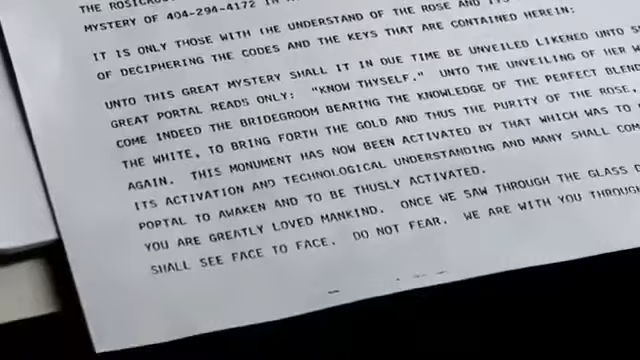 THE ROSICRUC
MYSTERY OF 404-294-4172 IN
IT IS ONLY THOSE WITH THE UNDERSTAND OF THE ROSE AND
OF DECIPHERING THE CODES AND THE KEYS THAT ARE CONTAINED HEREIN:
UNTO THIS GREAT MYSTERY SHALL IT IN DUE TIME BE UNVEILED LIKENED UNTO
GREAT PORTAL READS ONLY: "KNOW THYSELF." UNTO THE UNVEILING OF HER
COME INDEED THE BRIDEGROOM BEARING THE KNOWLEDGE OF THE PERFECT BLEND
THE WHITE, TO BRING FORTH THE GOLD AND THUS THE PURITY OF THE ROSE,
AGAIN. THIS MONUMENT HAS NOW BEEN ACTIVATED BY THAT WHICH WAS TO
ITS ACTIVATION AND TECHNOLOGICAL UNDERSTANDING AND MANY SHALL COM
PORTAL TO AWAKEN AND TO BE THUSLY ACTIVATED.
YOU ARE GREATLY LOVED MANKIND. ONCE WE SAW THROUGH THE GLASS D
SHALL SEE FACE TO FACE. DO NOT FEAR. WE ARE WITH YOU THROUG